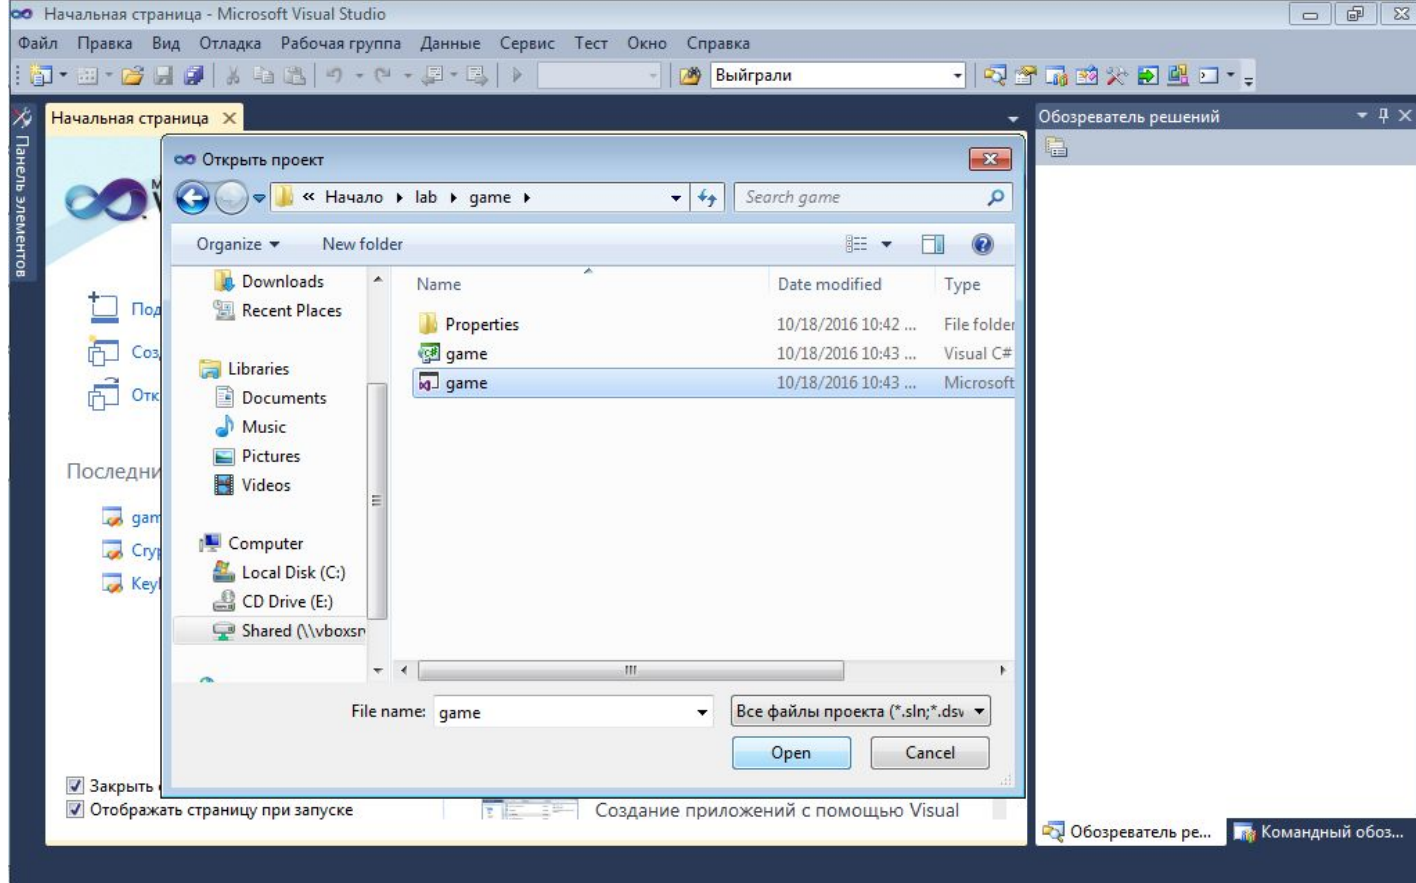 Начальная страница - Microsoft Visual Studio
Файл Правка Вид Отладка Рабочая группа Данные Сервис Тест Окно Справка
Выйграли
Панель элементов
Начальная страница
Обозреватель решений
Открыть проект
« Начало lab game
Search game
Organize New folder
Downloads
Recent Places
Libraries
Documents
Music
Pictures
Videos
Computer
Local Disk (C:)
CD Drive (E:)
Shared (\\vboxsr
Name Date modified Type
Properties 10/18/2016 10:42 ... File folder
game 10/18/2016 10:43 ... Visual C#
game 10/18/2016 10:43 ... Microsoft
File name: game
Все файлы проекта (*.sln;*.dsw
Open Cancel
Под
Соз
Отк
Последни
gam
Cryp
Keyl
Закрыть
Отображать страницу при запуске
Создание приложений с помощью Visual
Обозреватель ре... Командный обоз...